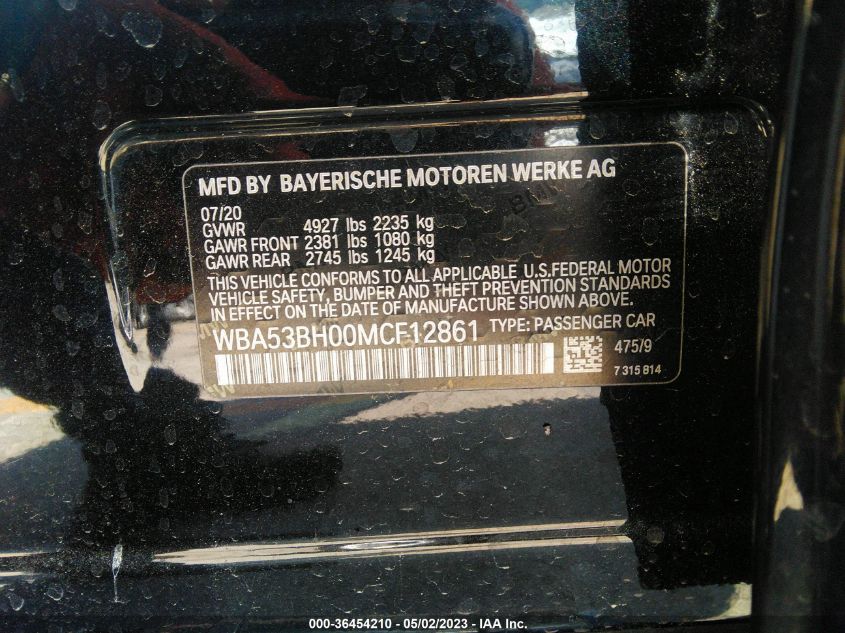 MFD BY BAYERISCHE MOTOREN WERKE AG
07/20
GVWR 4927 lbs 2235 kg
GAWR FRONT 2381 lbs 1080 kg
GAWR REAR 2745 lbs 1245 kg
THIS VEHICLE CONFORMS TO ALL APPLICABLE U.S.FEDERAL MOTOR
VEHICLE SAFETY, BUMPER AND THEFT PREVENTION STANDARDS
IN EFFECT ON THE DATE OF MANUFACTURE SHOWN ABOVE.
WBA53BH00MCF12861 TYPE: PASSENGER CAR
475/9
7 315 814
000-36454210 - 05/02/2023 - IAA Inc.